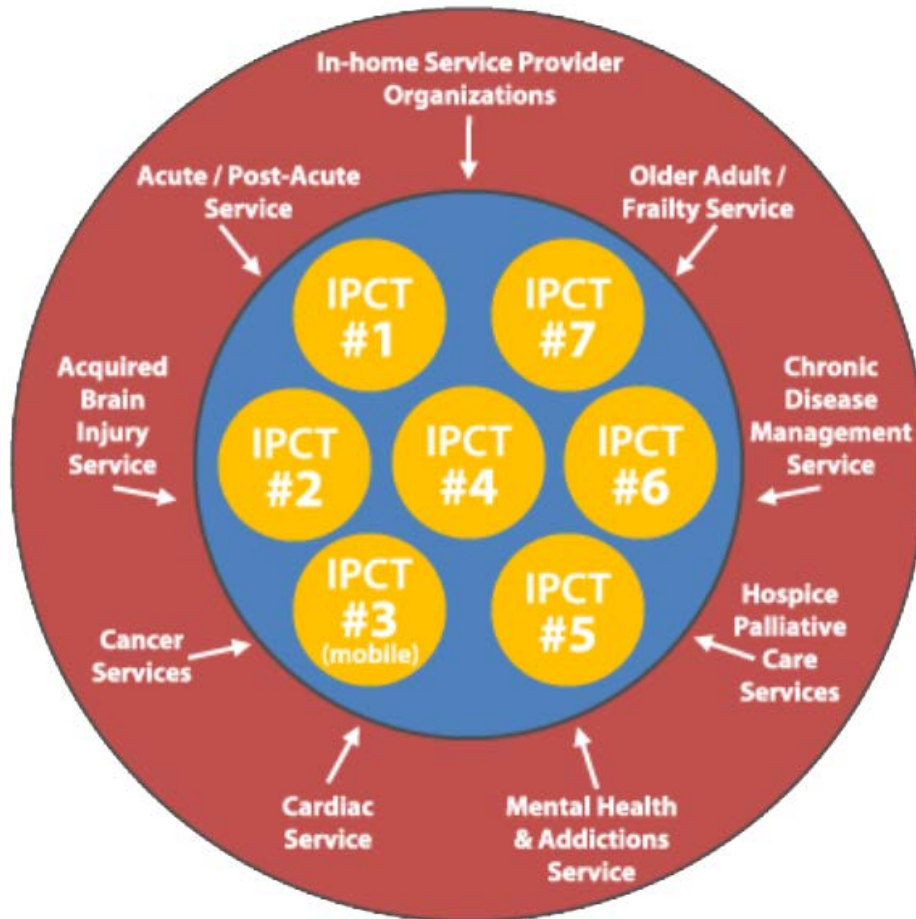 In-home Service Provider
Organizations
Acute / Post-Acute
Service
Older Adult /
Frailty Service
IPCT
#1
IPCT
#7
Acquired
Brain
Injury
Service
Chronic
Disease
Management
Service
IPCT
#2
IPCT
#4
IPCT
#6
IPCT
#3
(mobile)
IPCT
#5
Cancer
Services
Hospice
Palliative
Care
Services
Cardiac
Service
Mental Health
& Addictions
Service